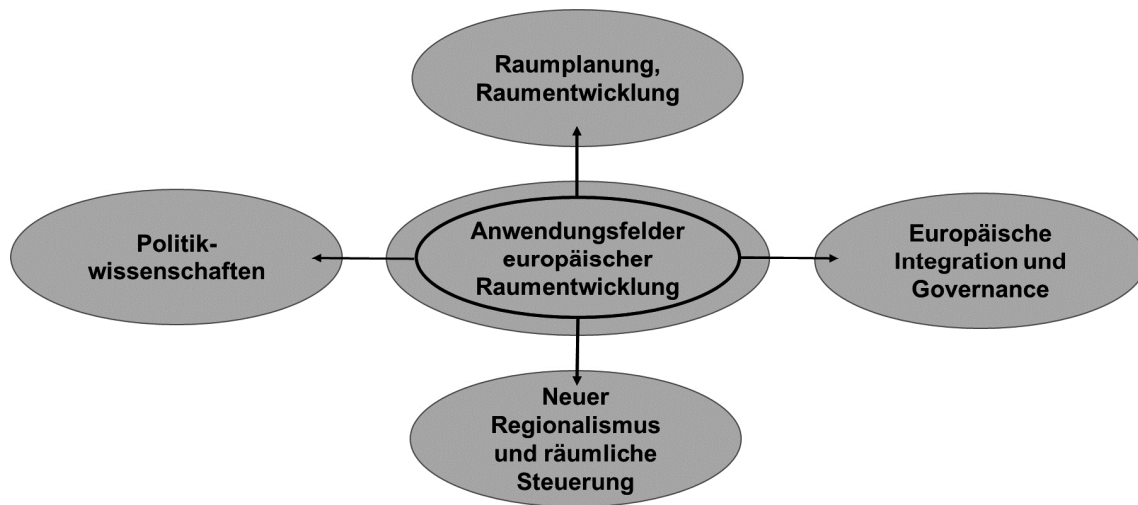 Raumplanung,
Raumentwicklung
Politik-
wissenschaften
Anwendungsfelder
europäischer
Raumentwicklung
Europäische
Integration und
Governance
Neuer
Regionalismus
und räumliche
Steuerung